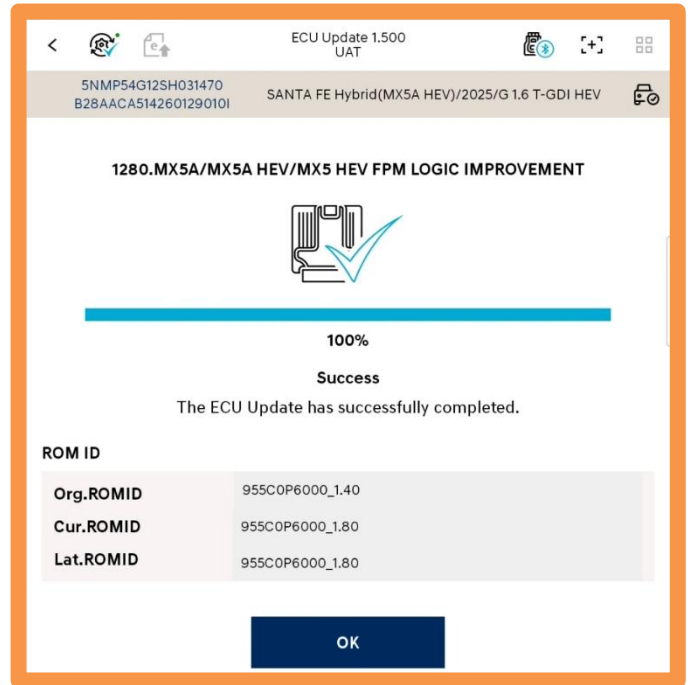 ECU Update 1.500
UAT
5NMP54G12SH031470
B28AACA514260129010I
SANTA FE Hybrid(MX5A HEV)/2025/G 1.6 T-GDI HEV
1280.MX5A/MX5A HEV/MX5 HEV FPM LOGIC IMPROVEMENT
100%
Success
The ECU Update has successfully completed.
ROM ID
Org.ROMID 955C0P6000_1.40
Cur.ROMID 955C0P6000_1.80
Lat.ROMID 955C0P6000_1.80
OK